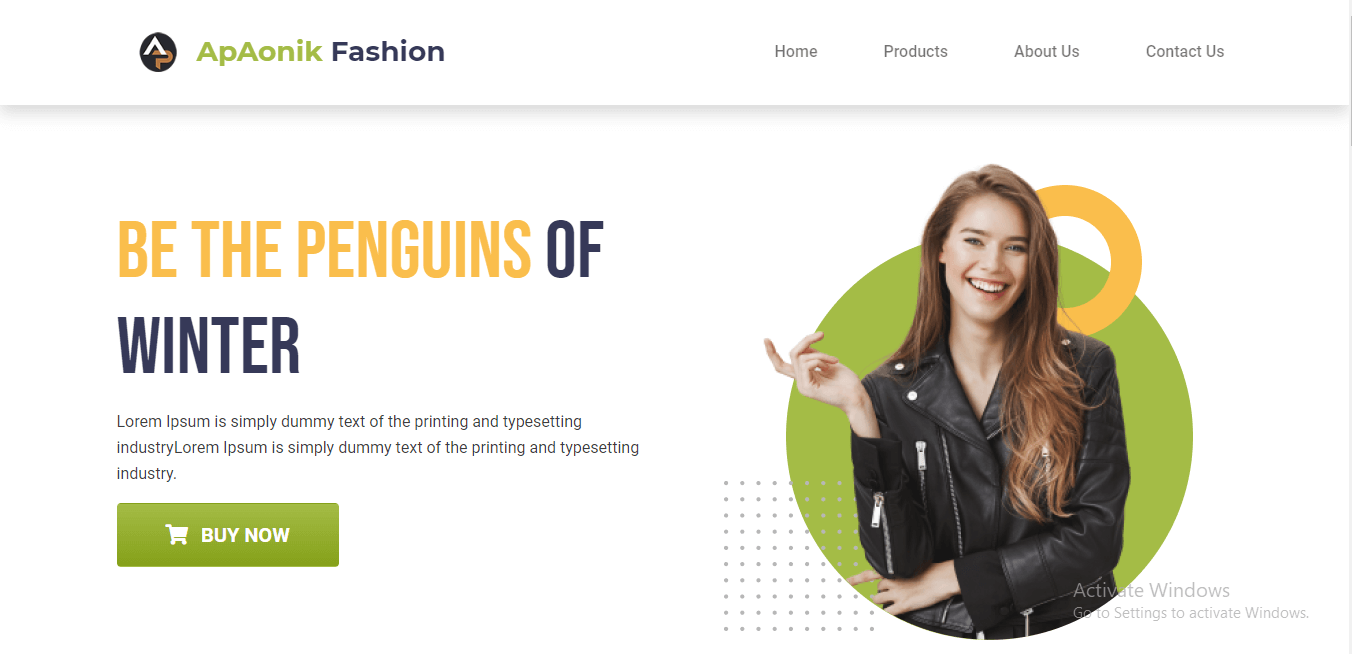 ApAonik Fashion
Home
Products
About Us
Contact Us
BE THE PENGUINS OF
WINTER
Lorem Ipsum is simply dummy text of the printing and typesetting
industryLorem Ipsum is simply dummy text of the printing and typesetting
industry.
BUY NOW
Activate Windows
Go to Settings to activate Windows.